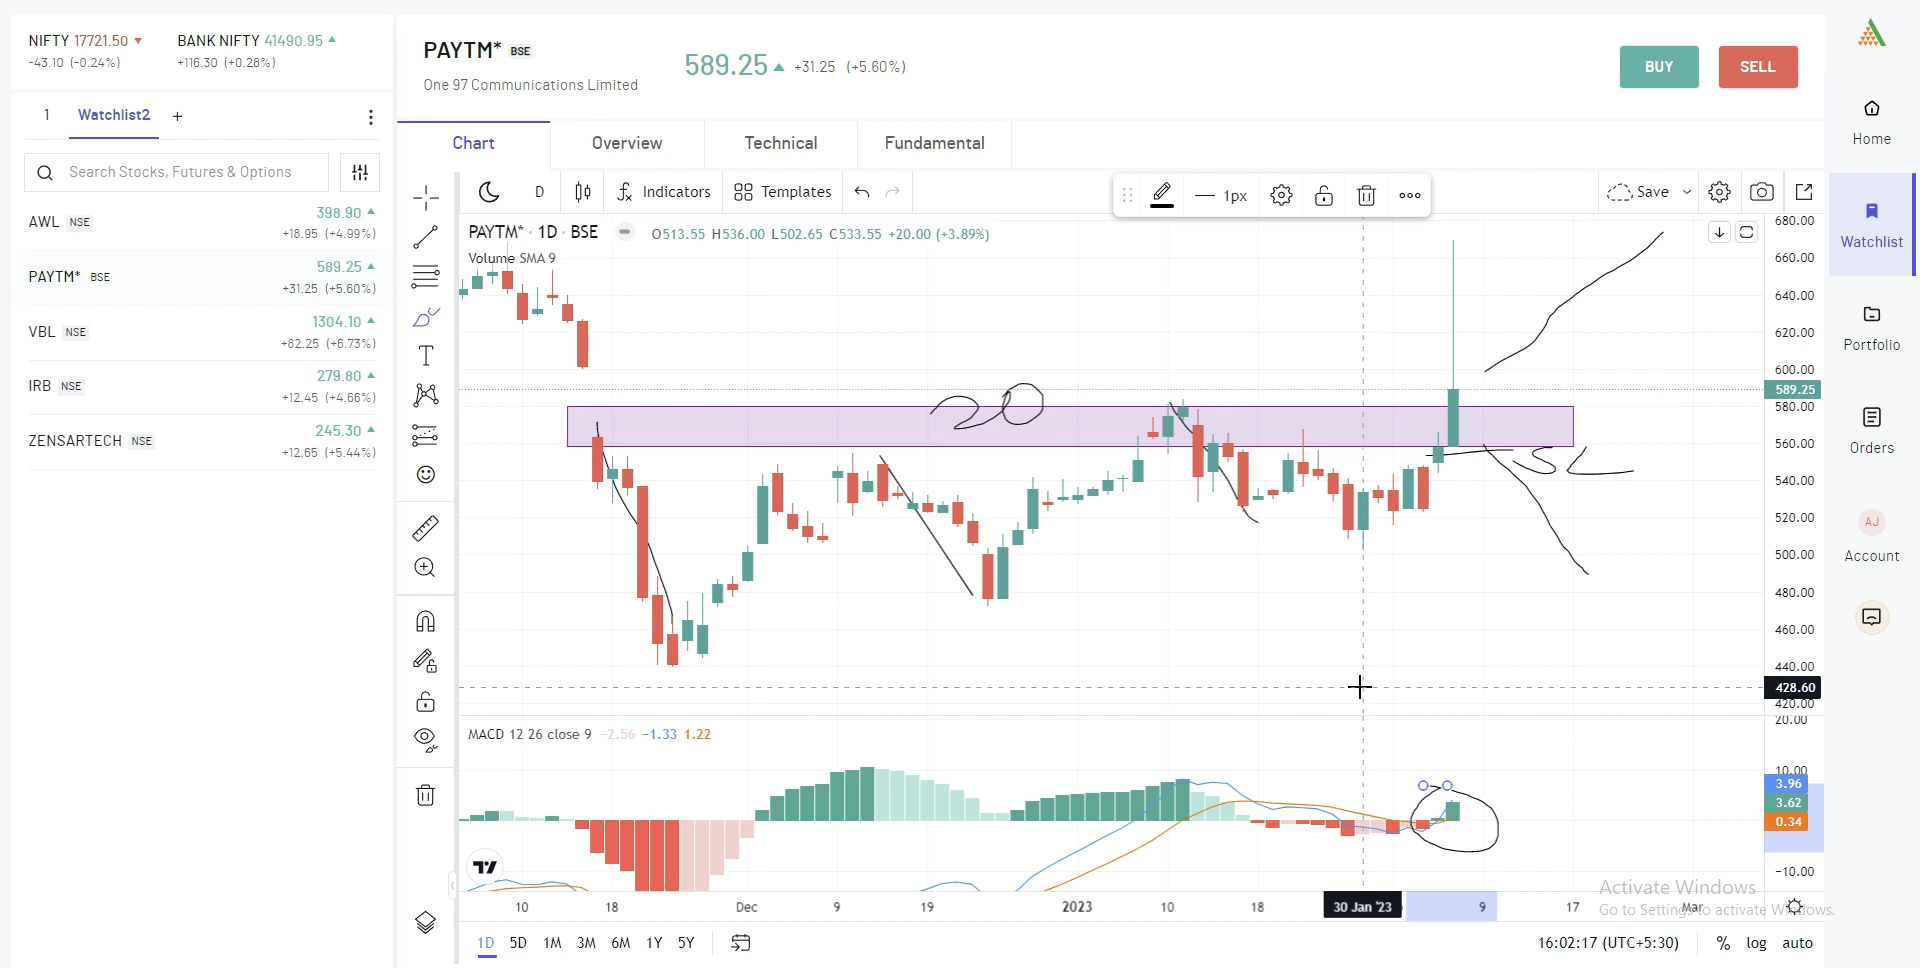 NIFTY 17721.50
-43.10 (-0.24%)
BANK NIFTY 41490.95
+116.30 (+0.28%)
1 Watchlist2 +
Search Stocks, Futures & Options
AWL NSE 398.90
+18.95 (+4.99%)
PAYTM* BSE 589.25
+31.25 (+5.60%)
VBL NSE 1304.10
+82.25 (+6.73%)
IRB NSE 279.80
+12.45 (+4.66%)
ZENSARTECH NSE 245.30
+12.65 (+5.44%)
PAYTM* BSE
One 97 Communications Limited
589.25 +31.25 (+5.60%)
BUY SELL
Chart Overview Technical Fundamental
D Indicators Templates 1px Save
PAYTM* · 1D · BSE O513.55 H536.00 L502.65 C533.55 +20.00 (+3.89%)
Volume SMA 9
20
SL
680.00
660.00
640.00
620.00
600.00
589.25
580.00
560.00
540.00
520.00
500.00
480.00
460.00
440.00
428.60
420.00
MACD 12 26 close 9 -2.56 -1.33 1.22
20.00
10.00
3.96
3.62
0.34
-10.00
10 18 Dec 9 19 2023 10 18 30 Jan '23 9 17 Mar
Activate Windows
Go to Settings to activate Windows.
1D 5D 1M 3M 6M 1Y 5Y
16:02:17 (UTC+5:30) % log auto
Home
Watchlist
Portfolio
Orders
AJ
Account